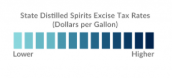 State Distilled Spirits Excise Tax Rates
(Dollars per Gallon)
Lower Higher